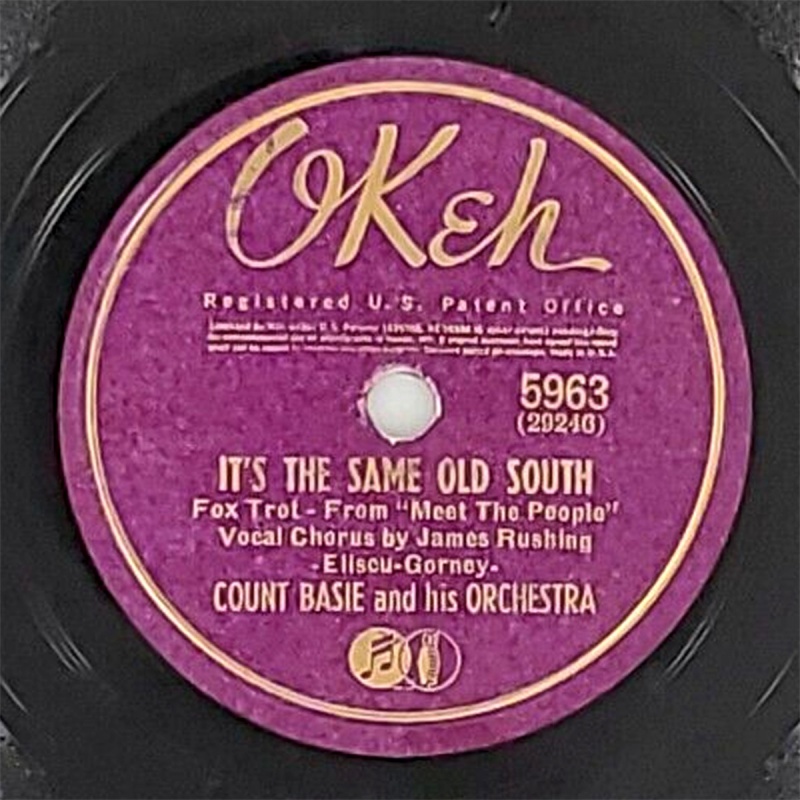 OKeh
Registered U.S. Patent Office
5963
(29246)
IT'S THE SAME OLD SOUTH
Fox Trot - From "Meet The People"
Vocal Chorus by James Rushing
-Eliscu-Gorney-
COUNT BASIE and his ORCHESTRA